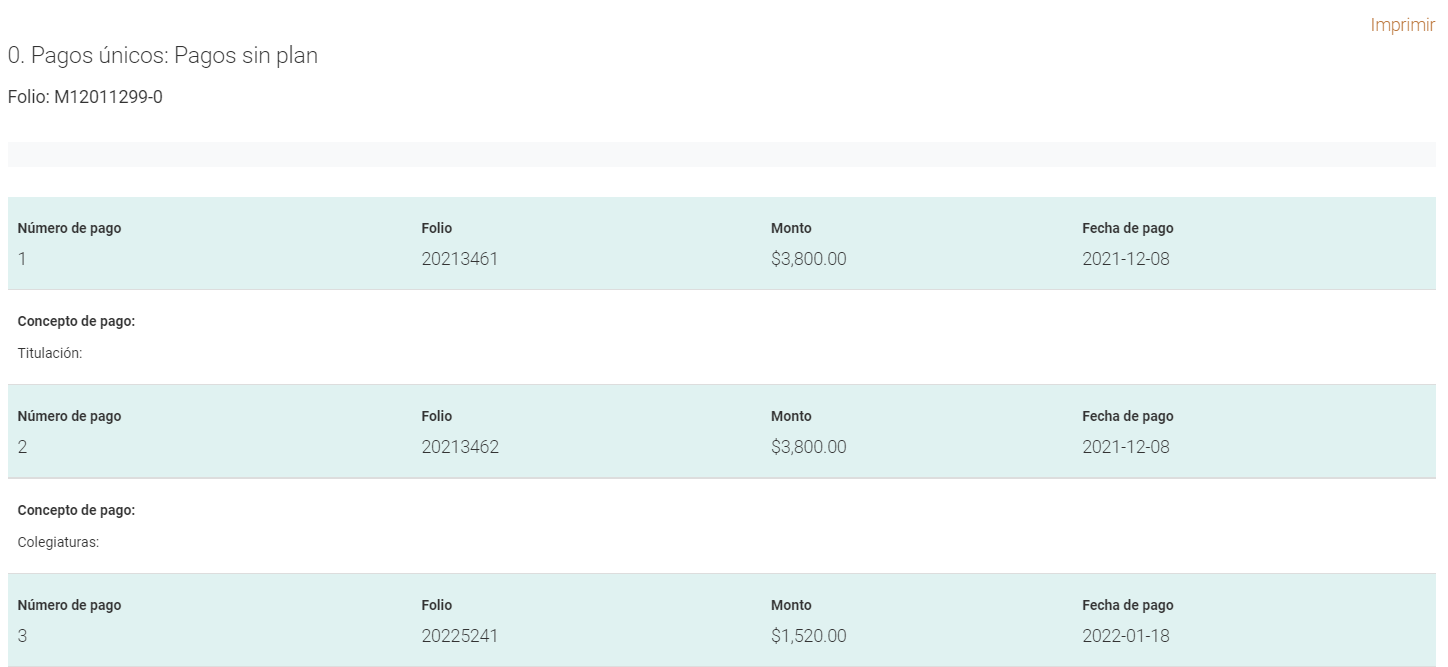 Imprimir
0. Pagos únicos: Pagos sin plan
Folio: M12011299-0
Número de pago Folio Monto Fecha de pago
1 20213461 $3,800.00 2021-12-08
Concepto de pago:
Titulación:
Número de pago Folio Monto Fecha de pago
2 20213462 $3,800.00 2021-12-08
Concepto de pago:
Colegiaturas:
Número de pago Folio Monto Fecha de pago
3 20225241 $1,520.00 2022-01-18